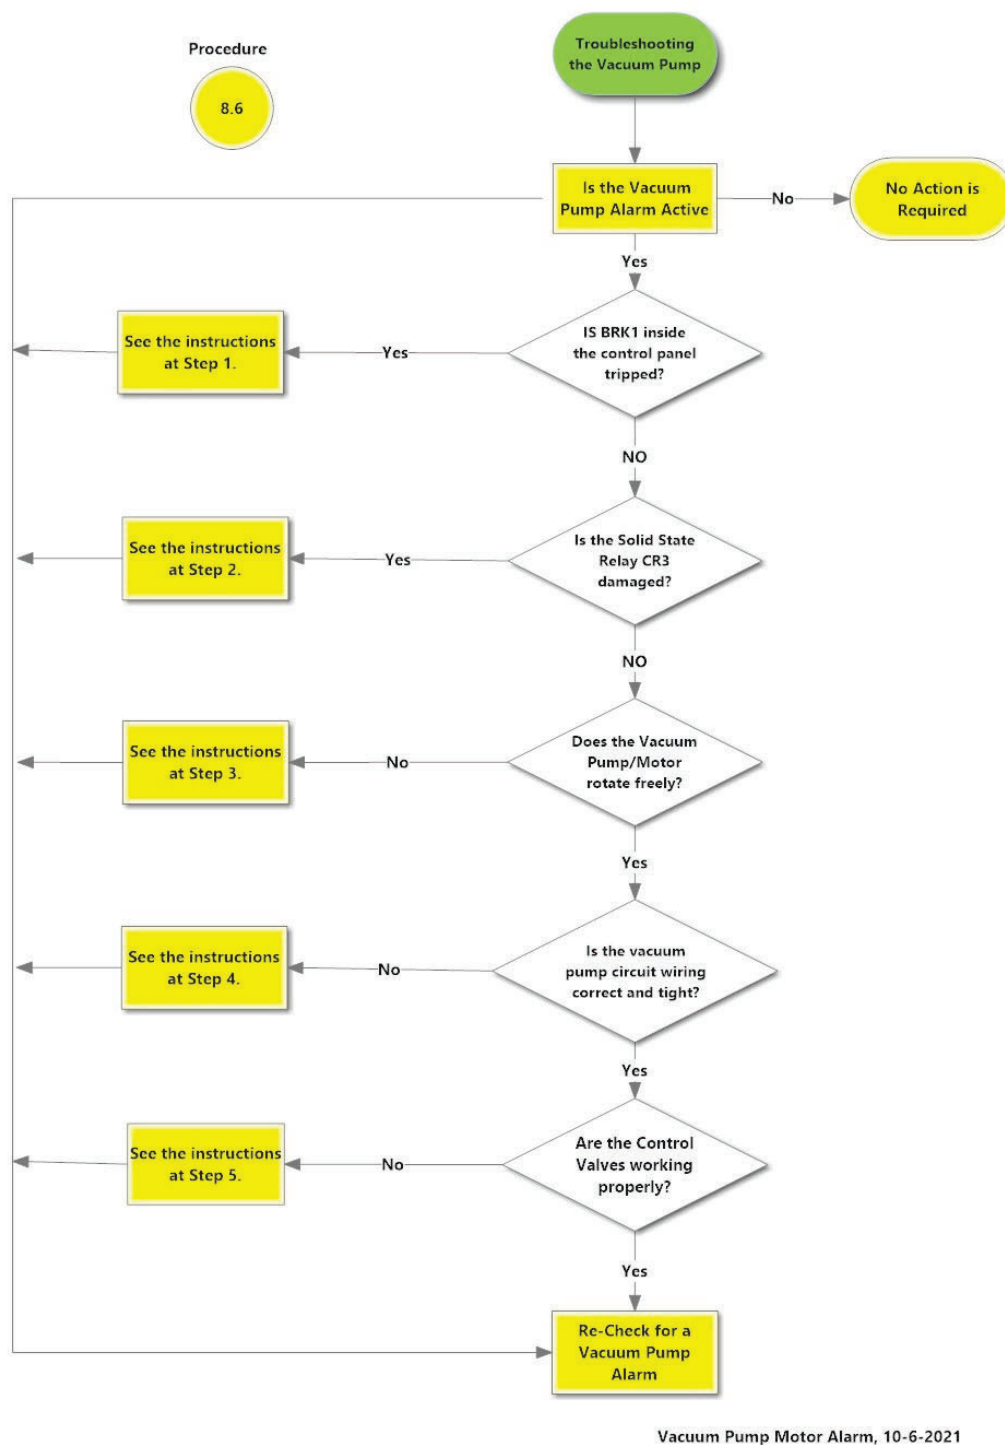 Procedure
8.6
Troubleshooting
the Vacuum Pump
Is the Vacuum
Pump Alarm Active
No
No Action is
Required
Yes
IS BRK1 inside
the control panel
tripped?
Yes
See the instructions
at Step 1.
NO
Is the Solid State
Relay CR3
damaged?
Yes
See the instructions
at Step 2.
NO
Does the Vacuum
Pump/Motor
rotate freely?
No
See the instructions
at Step 3.
Yes
Is the vacuum
pump circuit wiring
correct and tight?
No
See the instructions
at Step 4.
Yes
Are the Control
Valves working
properly?
No
See the instructions
at Step 5.
Yes
Re-Check for a
Vacuum Pump
Alarm
Vacuum Pump Motor Alarm, 10-6-2021